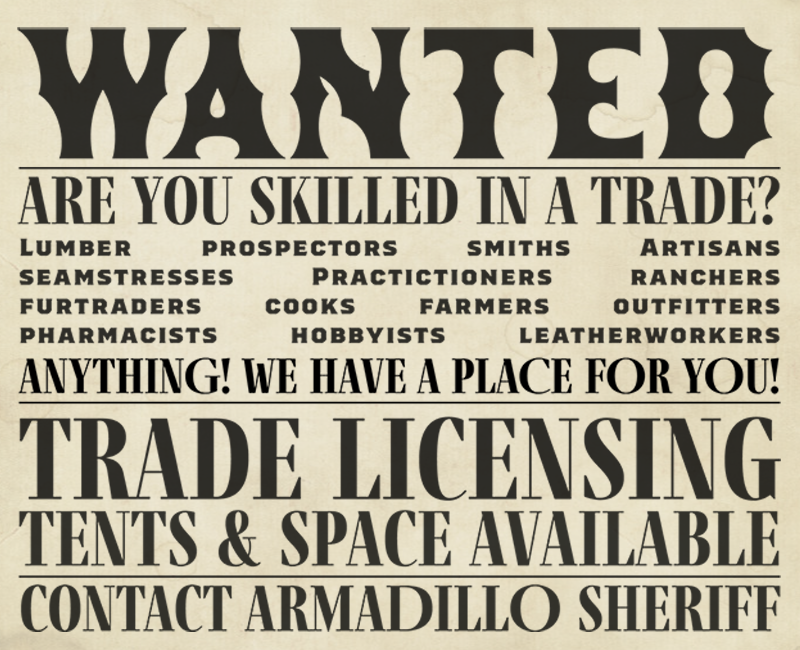 WANTED
ARE YOU SKILLED IN A TRADE?
LUMBER PROSPECTORS SMITHS ARTISANS
SEAMSTRESSES PRACTICTIONERS RANCHERS
FURTRADERS COOKS FARMERS OUTFITTERS
PHARMACISTS HOBBYISTS LEATHERWORKERS
ANYTHING! WE HAVE A PLACE FOR YOU!
TRADE LICENSING
TENTS & SPACE AVAILABLE
CONTACT ARMADILLO SHERIFF